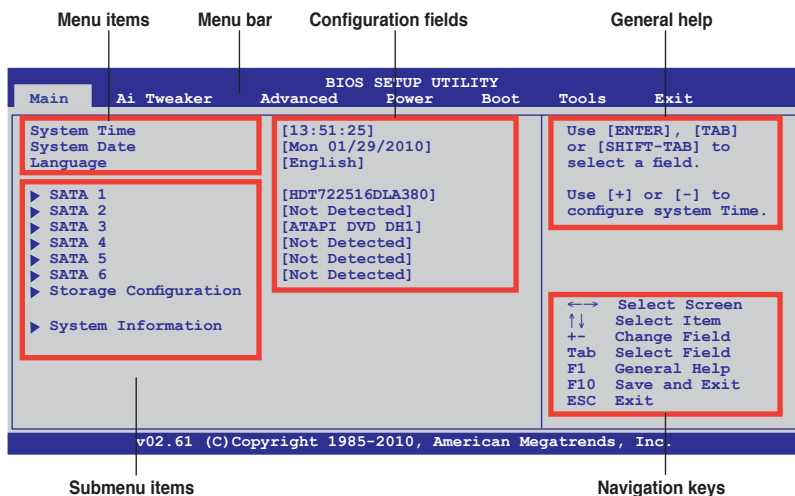 Menu items Menu bar Configuration fields General help
BIOS SETUP UTILITY
Main Ai Tweaker Advanced Power Boot Tools Exit
System Time [13:51:25]
System Date [Mon 01/29/2010]
Language [English]
▶ SATA 1 [HDT722516DLA380]
▶ SATA 2 [Not Detected]
▶ SATA 3 [ATAPI DVD DH1]
▶ SATA 4 [Not Detected]
▶ SATA 5 [Not Detected]
▶ SATA 6 [Not Detected]
▶ Storage Configuration
▶ System Information
Use [ENTER], [TAB]
or [SHIFT-TAB] to
select a field.
Use [+] or [-] to
configure system Time.
←→ Select Screen
↑↓ Select Item
+- Change Field
Tab Select Field
F1 General Help
F10 Save and Exit
ESC Exit
v02.61 (C)Copyright 1985-2010, American Megatrends, Inc.
Submenu items Navigation keys